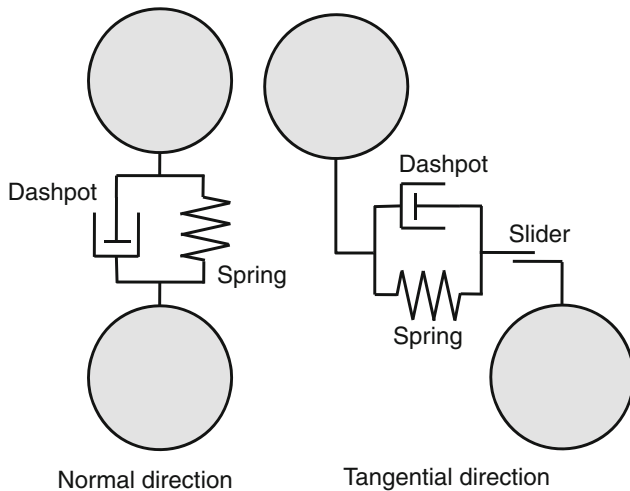 Dashpot
Spring
Normal direction
Dashpot
Slider
Spring
Tangential direction